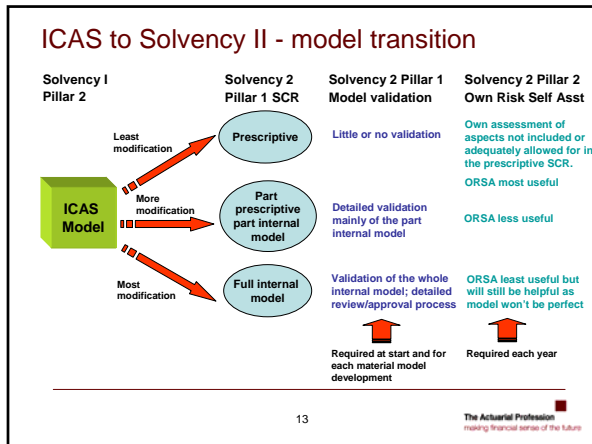 ICAS to Solvency II - model transition
Solvency I
Pillar 2
Solvency 2
Pillar 1 SCR
Solvency 2 Pillar 1
Model validation
Solvency 2 Pillar 2
Own Risk Self Asst
Least
modification
Prescriptive
Little or no validation
Own assessment of
aspects not included or
adequately allowed for in
the prescriptive SCR.
ORSA most useful
ICAS
Model
More
modification
Part
prescriptive
part internal
model
Detailed validation
mainly of the part
internal model
ORSA less useful
Most
modification
Full internal
model
Validation of the whole
internal model; detailed
review/approval process
ORSA least useful but
will still be helpful as
model won't be perfect
Required at start and for
each material model
development
Required each year
13
The Actuarial Profession
making financial sense of the future